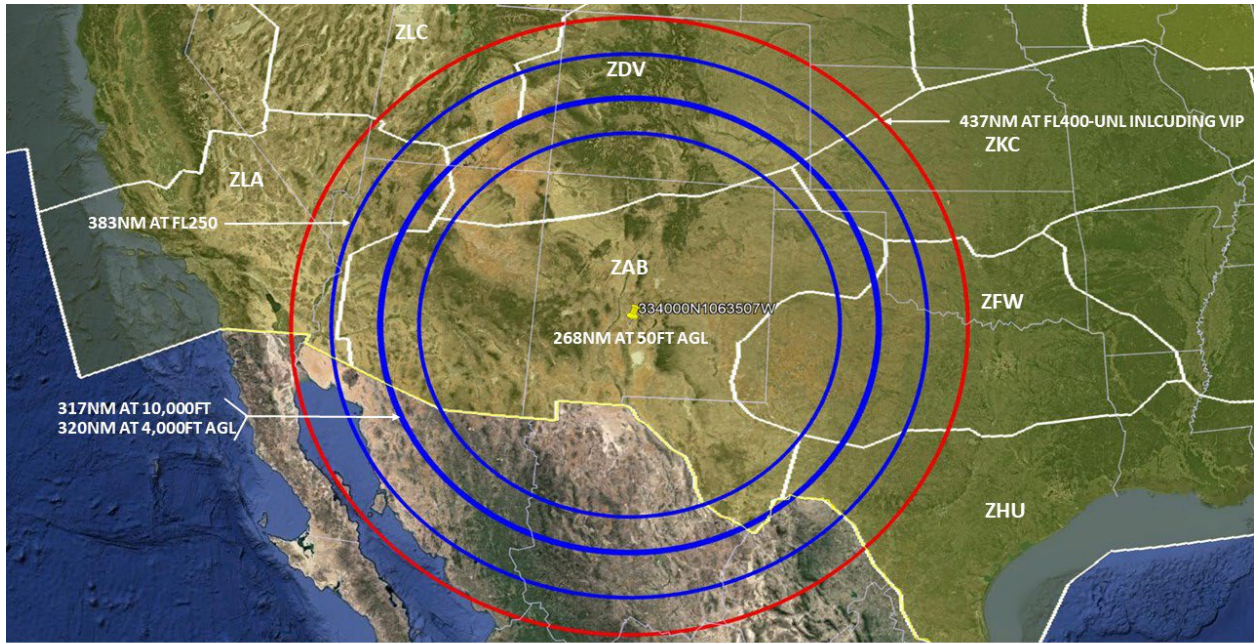 ZLC
ZDV
437NM AT FL400-UNL INLCUDING VIP
ZKC
ZLA
383NM AT FL250
ZAB
334000N1063507W
ZFW
268NM AT 50FT AGL
317NM AT 10,000FT
320NM AT 4,000FT AGL
ZHU